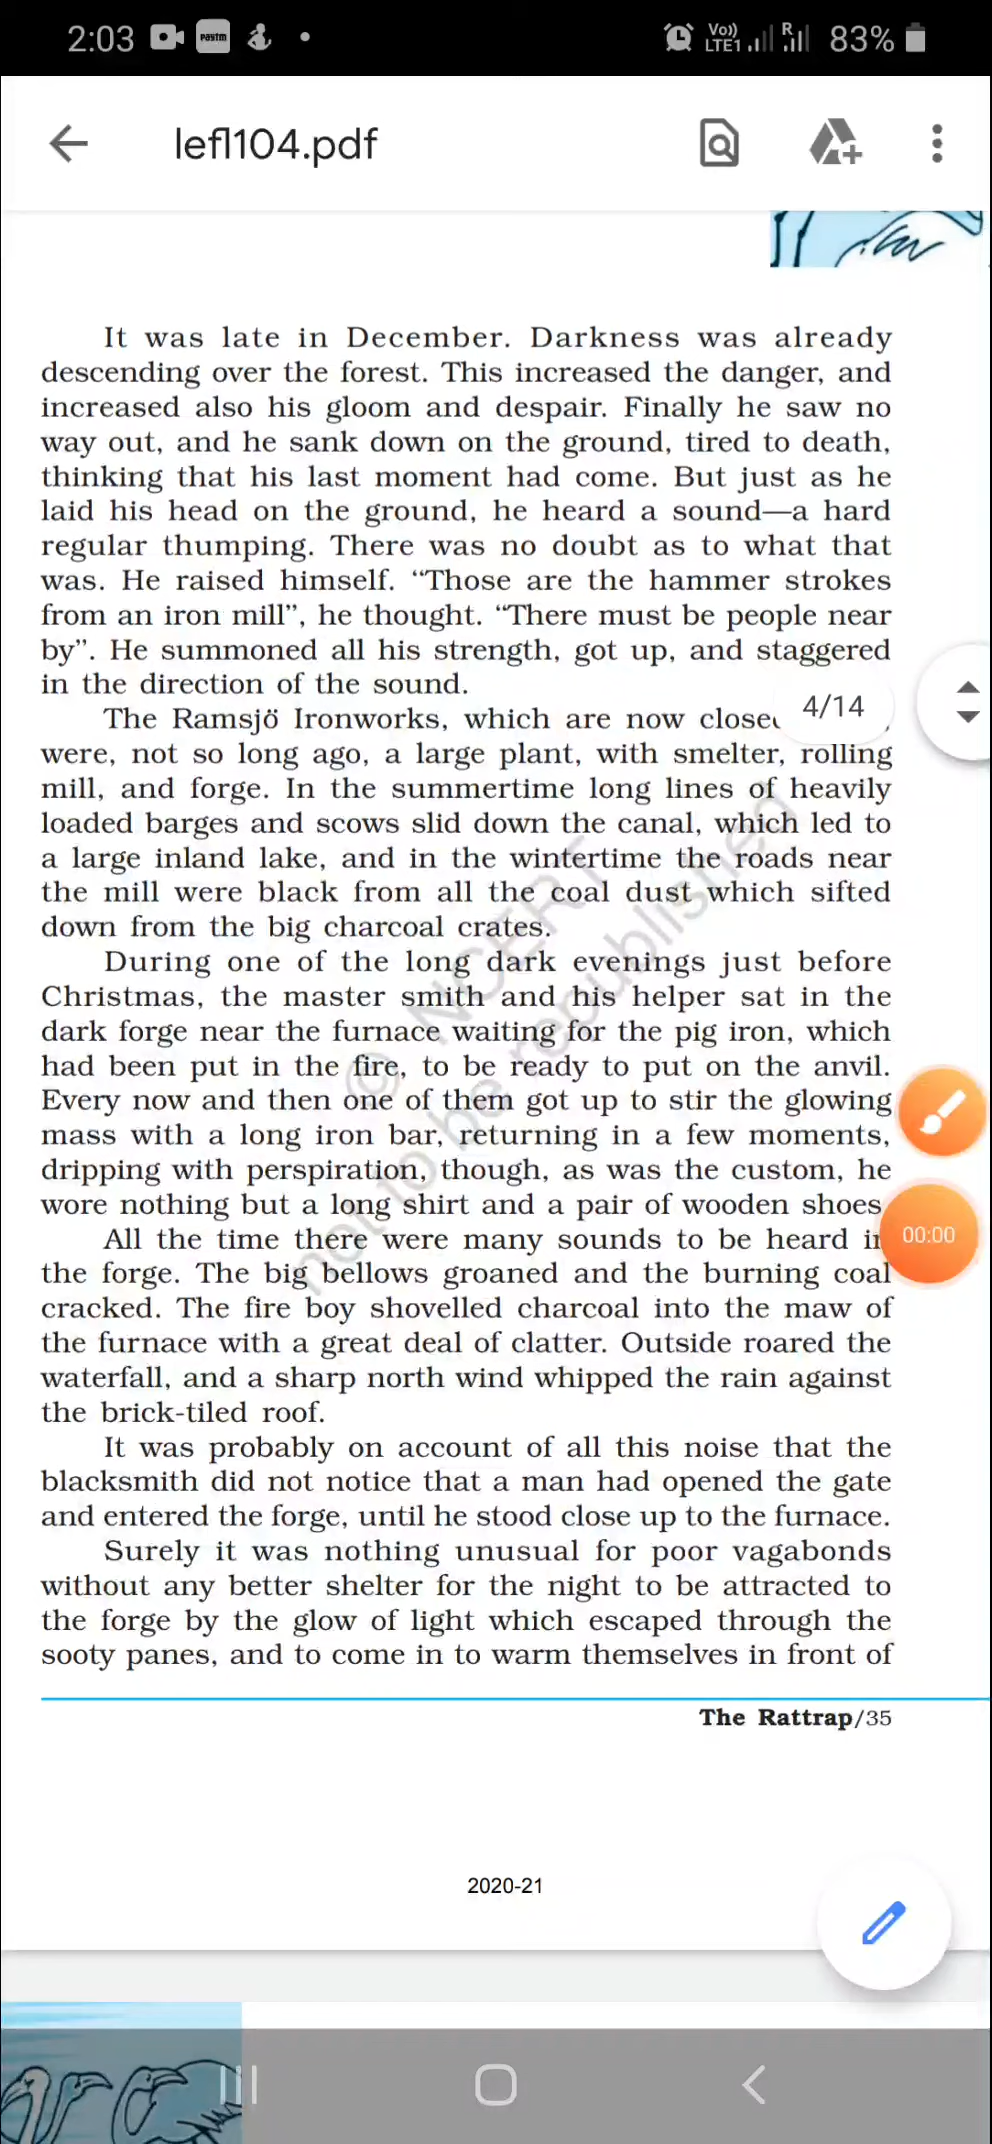 2:03 paytm Vo)) LTE1 R 83%
lefl104.pdf
It was late in December. Darkness was already
descending over the forest. This increased the danger, and
increased also his gloom and despair. Finally he saw no
way out, and he sank down on the ground, tired to death,
thinking that his last moment had come. But just as he
laid his head on the ground, he heard a sound—a hard
regular thumping. There was no doubt as to what that
was. He raised himself. “Those are the hammer strokes
from an iron mill”, he thought. “There must be people near
by”. He summoned all his strength, got up, and staggered
in the direction of the sound.
4/14
The Ramsjö Ironworks, which are now
were, not so long ago, a large plant, with smelter, rolling
mill, and forge. In the summertime long lines of heavily
loaded barges and scows slid down the canal, which led to
a large inland lake, and in the wintertime the roads near
the mill were black from all the coal dust which sifted
down from the big charcoal crates.
During one of the long dark evenings just before
Christmas, the master smith and his helper sat in the
dark forge near the furnace waiting for the pig iron, which
had been put in the fire, to be ready to put on the anvil.
Every now and then one of them got up to stir the glowing
mass with a long iron bar, returning in a few moments,
dripping with perspiration, though, as was the custom, he
wore nothing but a long shirt and a pair of wooden shoes
All the time there were many sounds to be heard
00:00
the forge. The big bellows groaned and the burning coal
cracked. The fire boy shovelled charcoal into the maw of
the furnace with a great deal of clatter. Outside roared the
waterfall, and a sharp north wind whipped the rain against
the brick-tiled roof.
It was probably on account of all this noise that the
blacksmith did not notice that a man had opened the gate
and entered the forge, until he stood close up to the furnace.
Surely it was nothing unusual for poor vagabonds
without any better shelter for the night to be attracted to
the forge by the glow of light which escaped through the
sooty panes, and to come in to warm themselves in front of
© NCERT
not to be republished
The Rattrap/35
2020-21